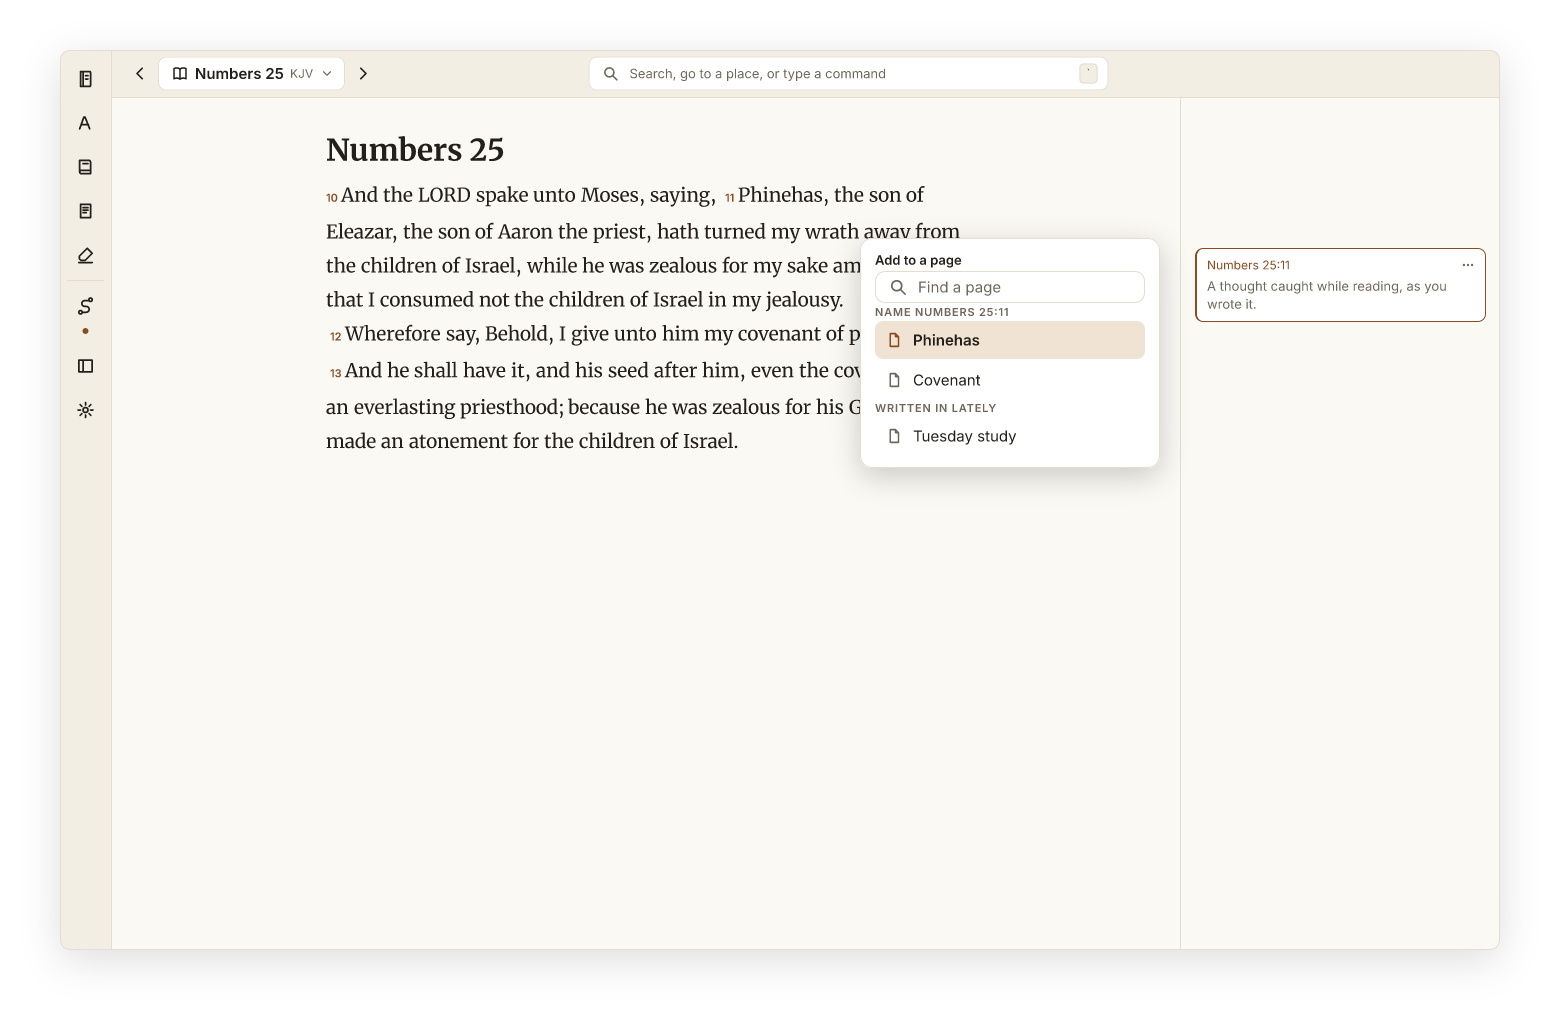 Numbers 25 KJV
Search, go to a place, or type a command
Numbers 25
10 And the LORD spake unto Moses, saying, 11 Phinehas, the son of
Eleazar, the son of Aaron the priest, hath turned my wrath away from
the children of Israel, while he was zealous for my sake am
that I consumed not the children of Israel in my jealousy.
12 Wherefore say, Behold, I give unto him my covenant of p
13 And he shall have it, and his seed after him, even the cov
an everlasting priesthood; because he was zealous for his G
made an atonement for the children of Israel.
Add to a page
Find a page
NAME NUMBERS 25:11
Phinehas
Covenant
WRITTEN IN LATELY
Tuesday study
Numbers 25:11
A thought caught while reading, as you
wrote it.